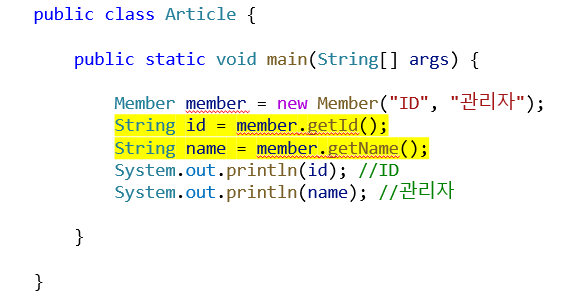 public class Article {
public static void main(String[] args) {
Member member = new Member("ID", "관리자");
String id = member.getId();
String name = member.getName();
System.out.println(id); //ID
System.out.println(name); //관리자
}
}